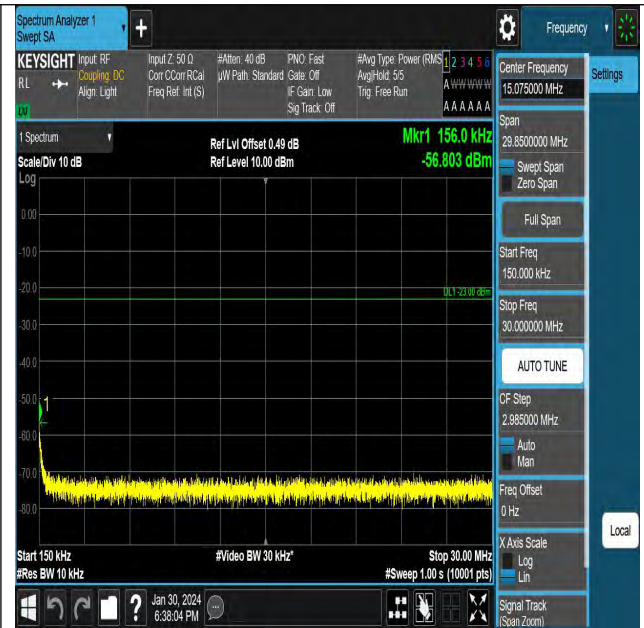 Spectrum Analyzer 1
Swept SA
+
Frequency
KEYSIGHT Input: RF
RL Coupling: DC
Align: Light
Input Z: 50 Ω
Corr CCorr RCal
Freq Ref: Int (S)
#Atten: 40 dB
µW Path: Standard
PNO: Fast
Gate: Off
IF Gain: Low
Sig Track: Off
#Avg Type: Power (RMS
Avg|Hold: 5/5
Trig: Free Run
1 2 3 4 5 6
A W W W W W
A A A A A A
1 Spectrum
Scale/Div 10 dB
Log
Ref Lvl Offset 0.49 dB
Ref Level 10.00 dBm
Mkr1 156.0 kHz
-56.803 dBm
0.00
-10.0
-20.0
DL1 -23.00 dBm
-30.0
-40.0
-50.0
1
-60.0
-70.0
-80.0
Start 150 kHz
#Res BW 10 kHz
#Video BW 30 kHz*
Stop 30.00 MHz
#Sweep 1.00 s (10001 pts)
Center Frequency
15.075000 MHz
Settings
Span
29.8500000 MHz
Swept Span
Zero Span
Full Span
Start Freq
150.000 kHz
Stop Freq
30.000000 MHz
AUTO TUNE
CF Step
2.985000 MHz
Auto
Man
Freq Offset
0 Hz
X Axis Scale
Log
Lin
Local
Signal Track
(Span Zoom)
?
Jan 30, 2024
6:38:04 PM